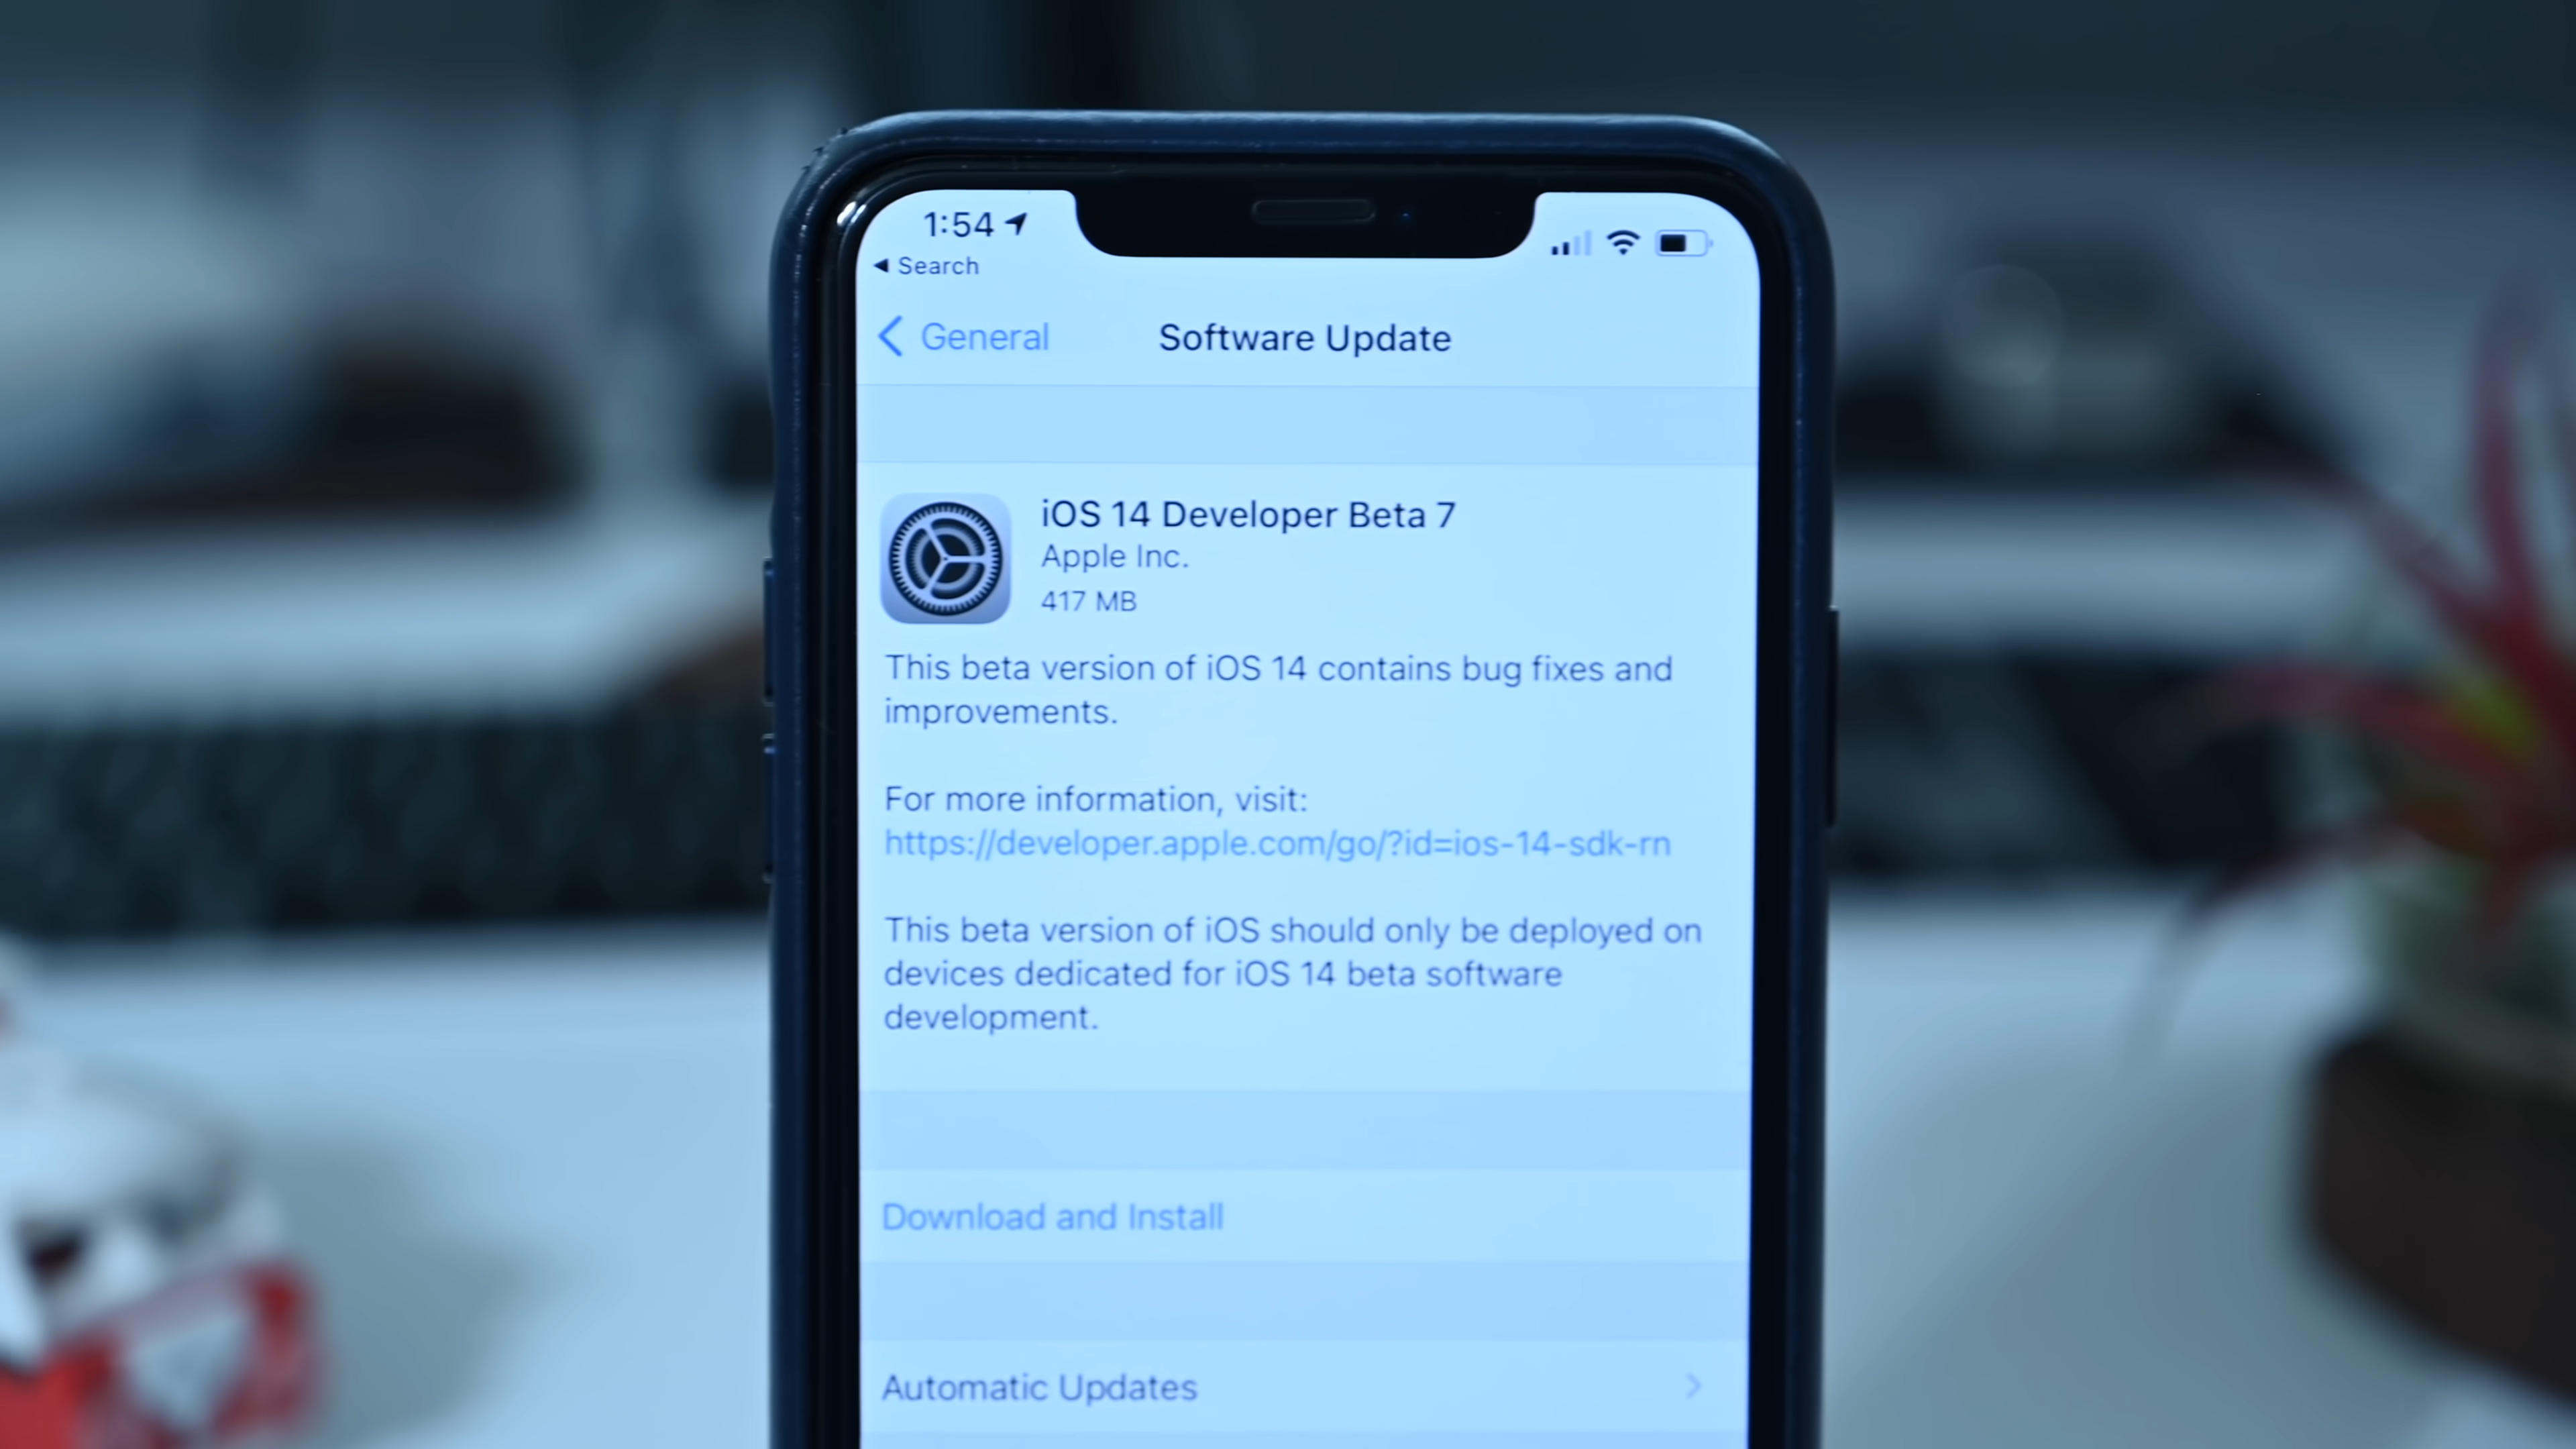 1:54
◀ Search
General
Software Update
iOS 14 Developer Beta 7
Apple Inc.
417 MB
This beta version of iOS 14 contains bug fixes and
improvements.
For more information, visit:
https://developer.apple.com/go/?id=ios-14-sdk-rn
This beta version of iOS should only be deployed on
devices dedicated for iOS 14 beta software
development.
Download and Install
Automatic Updates